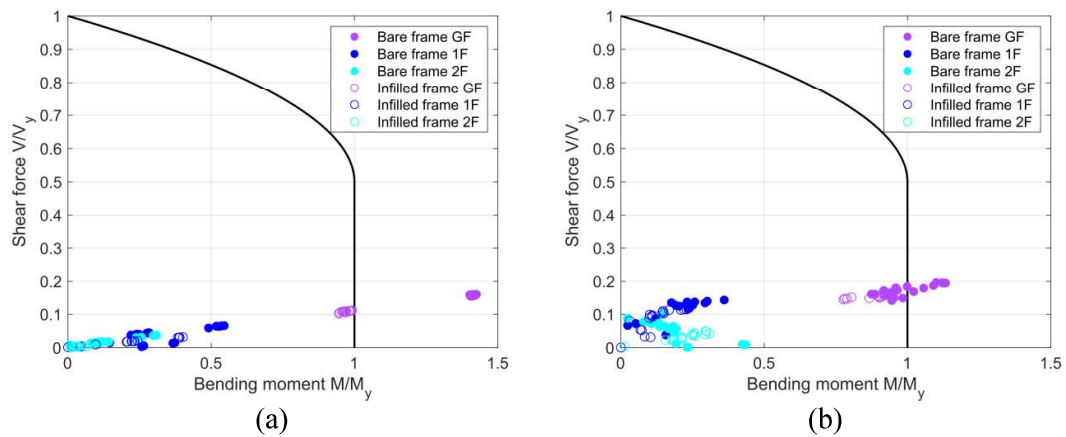 1
0.9
0.8
0.7
0.6
0.5
0.4
0.3
0.2
0.1
0
Shear force V/Vy
Bare frame GF
Bare frame 1F
Bare frame 2F
Infilled frame GF
Infilled frame 1F
Infilled frame 2F
0 0.5 1 1.5
Bending moment M/My
(a)
1
0.9
0.8
0.7
0.6
0.5
0.4
0.3
0.2
0.1
0
Shear force V/Vy
Bare frame GF
Bare frame 1F
Bare frame 2F
Infilled frame GF
Infilled frame 1F
Infilled frame 2F
0 0.5 1 1.5
Bending moment M/My
(b)